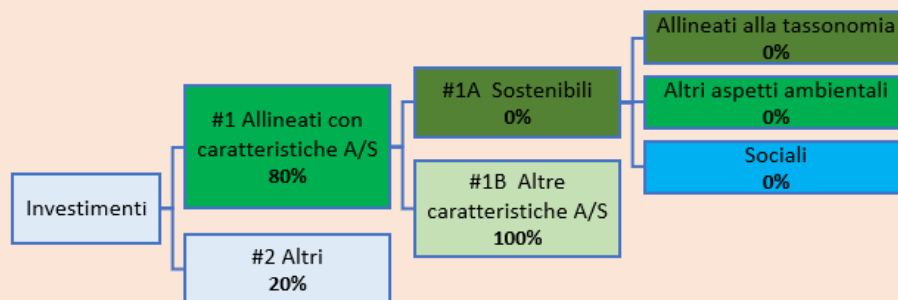 Investimenti
#1 Allineati con
caratteristiche A/S
80%
#2 Altri
20%
#1A Sostenibili
0%
#1B Altre
caratteristiche A/S
100%
Allineati alla tassonomia
0%
Altri aspetti ambientali
0%
Sociali
0%